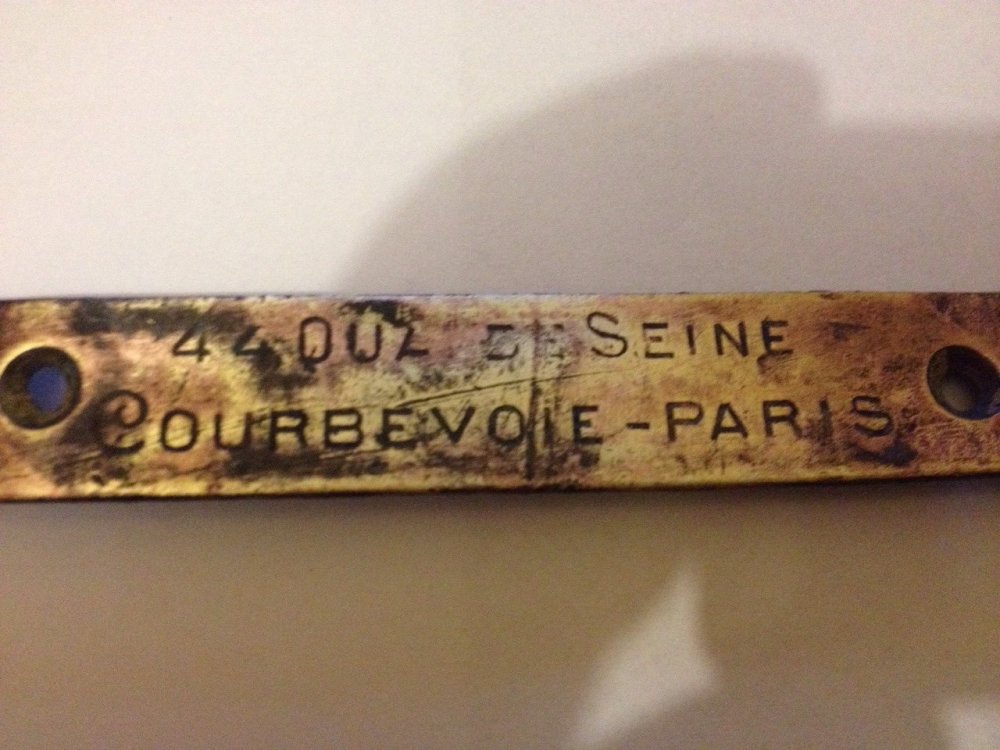 44 QUAI DE SEINE
COURBEVOIE-PARIS